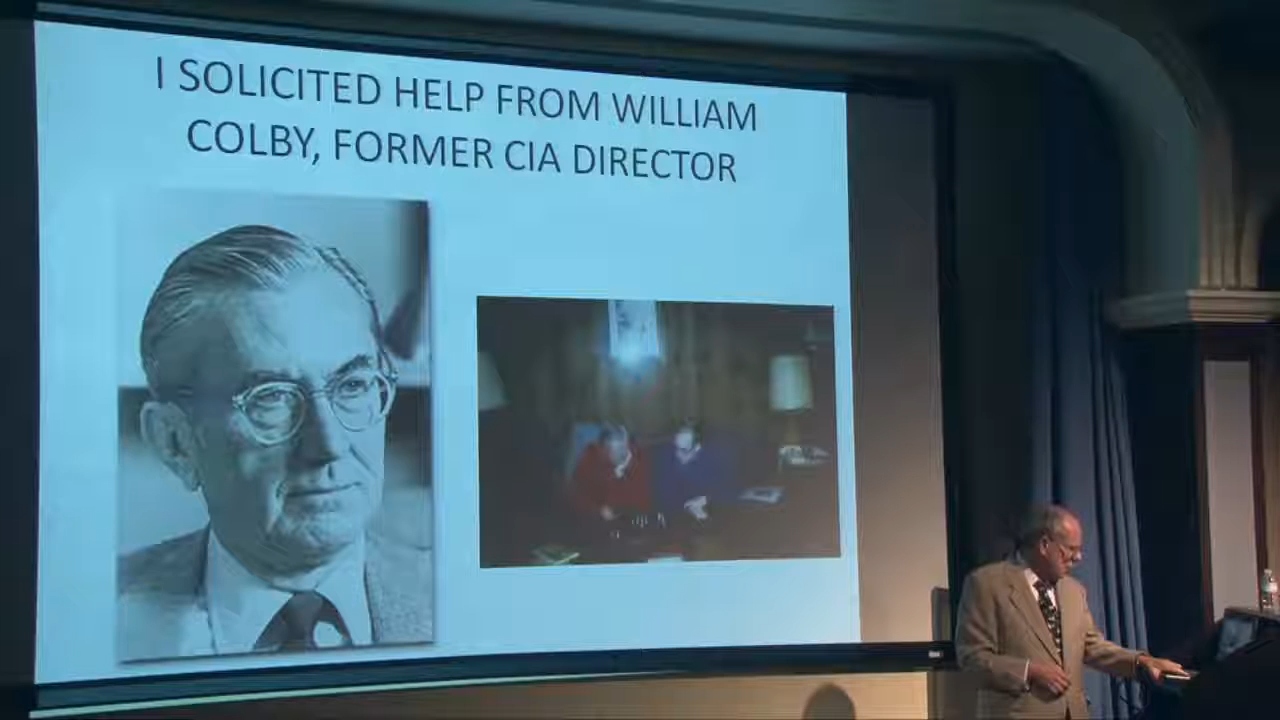 I SOLICITED HELP FROM WILLIAM
COLBY, FORMER CIA DIRECTOR